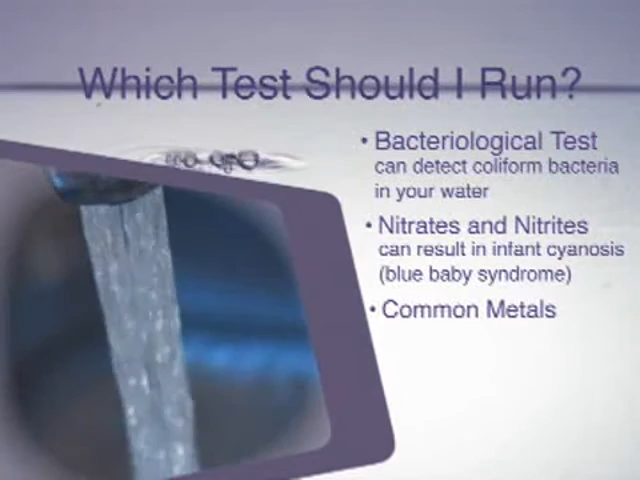 Which Test Should I Run?
• Bacteriological Test
can detect coliform bacteria
in your water
• Nitrates and Nitrites
can result in infant cyanosis
(blue baby syndrome)
• Common Metals